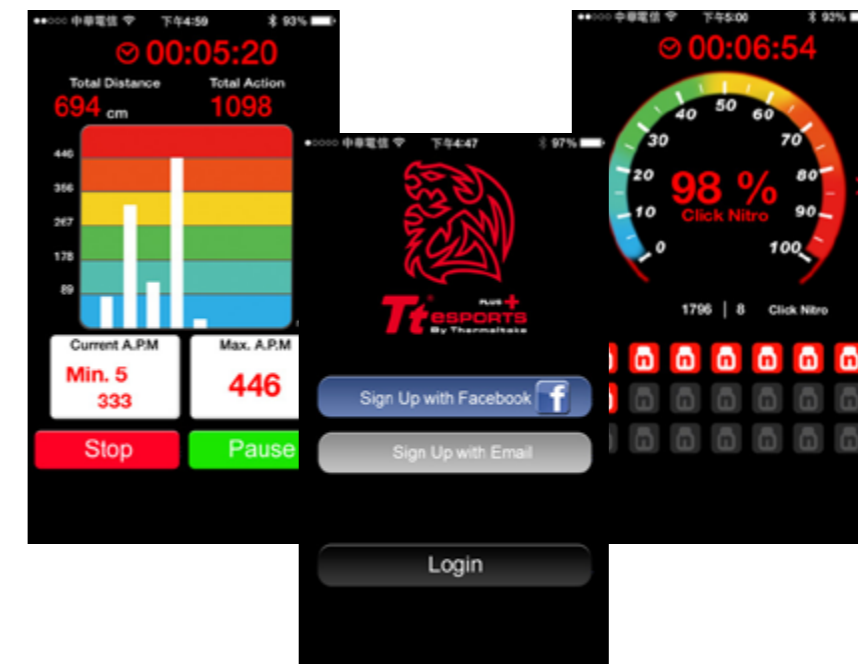 中華電信 下午4:59 93%
00:05:20
Total Distance Total Action
694 cm 1098
446
356
267
178
89
Current A.P.M Max. A.P.M
Min. 5
333
446
Stop Pause
中華電信 下午4:47 97%
Tt esports PLUS+
By Thermaltake
Sign Up with Facebook f
Sign Up with Email
Login
中華電信 下午5:00 93%
00:06:54
0
10
20
30
40
50
60
70
80
90
100
98 %
Click Nitro
1796 | 8 Click Nitro
n n n n n n
n n n n n n
n n n n n n